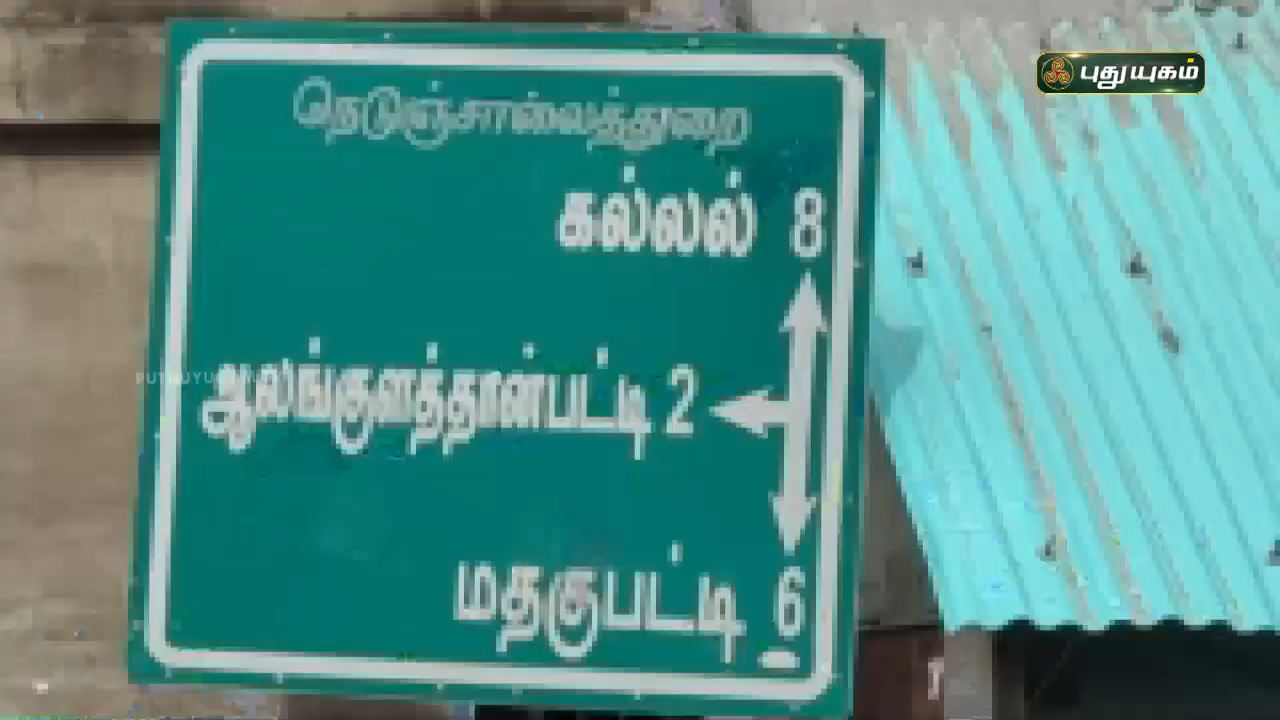 புதுயுகம்
நெடுஞ்சாலைத்துறை
கல்லல் 8
ஆலங்குளத்தான்பட்டி 2
மதகுபட்டி 6